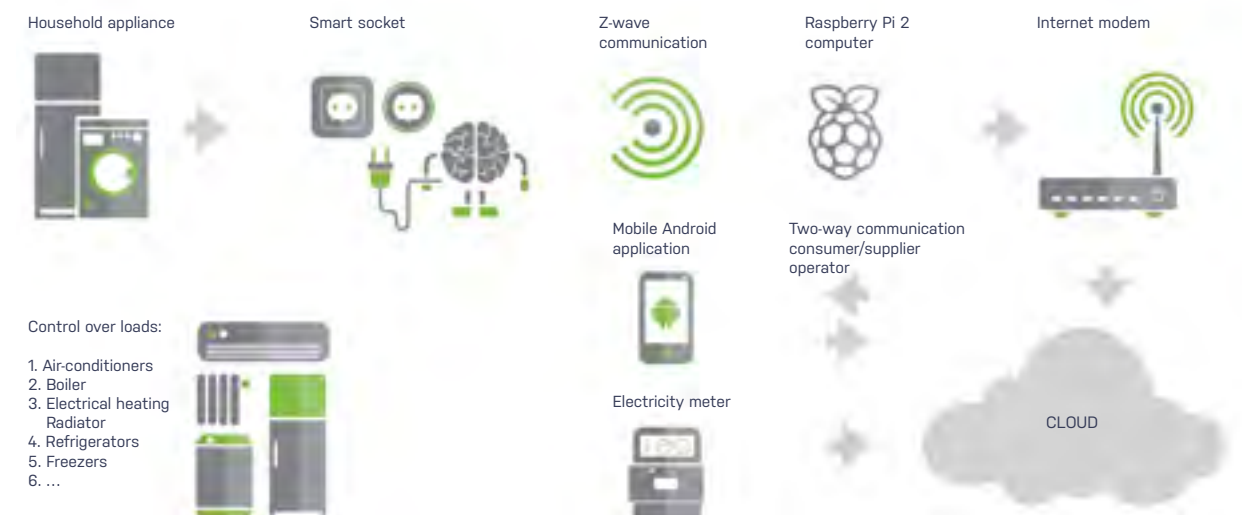 Household appliance
Smart socket
Z-wave
communication
Raspberry Pi 2
computer
Internet modem
Mobile Android
application
Two-way communication
consumer/supplier
operator
Control over loads:
1. Air-conditioners
2. Boiler
3. Electrical heating
Radiator
4. Refrigerators
5. Freezers
6. ...
Electricity meter
CLOUD